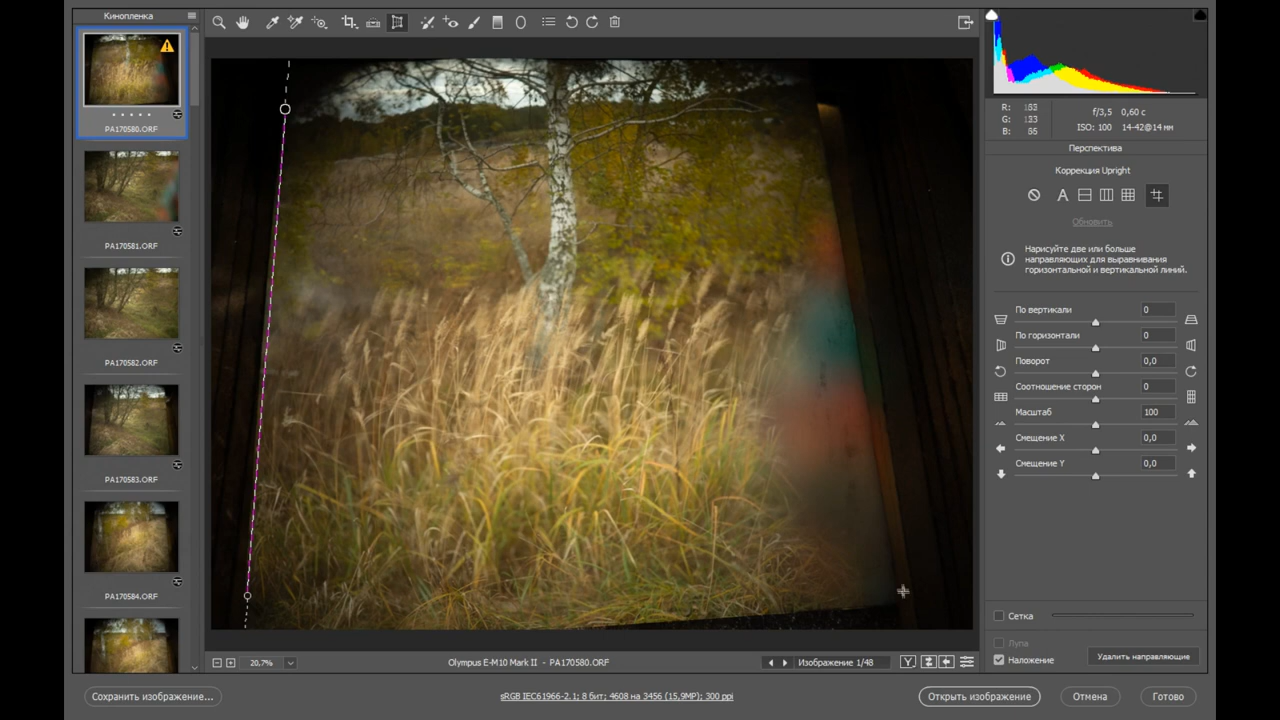 Кинопленка
PA170580.ORF
PA170581.ORF
PA170582.ORF
PA170583.ORF
PA170584.ORF
20,7%
Olympus E-M10 Mark II - PA170580.ORF
Изображение 1/48
R: 163
G: 133
B: 86
f/3,5 0,60 с
ISO: 100 14-42@14 мм
Перспектива
Коррекция Upright
A
Обновить
Нарисуйте две или больше
направляющих для выравнивания
горизонтальной и вертикальной линий.
По вертикали 0
По горизонтали 0
Поворот 0,0
Соотношение сторон 0
Масштаб 100
Смещение X 0,0
Смещение Y 0,0
Сетка
Лупа
Наложение
Удалить направляющие
Сохранить изображение...
sRGB IEC61966-2.1; 8 бит; 4608 на 3456 (15,9МР); 300 ppi
Открыть изображение
Отмена
Готово